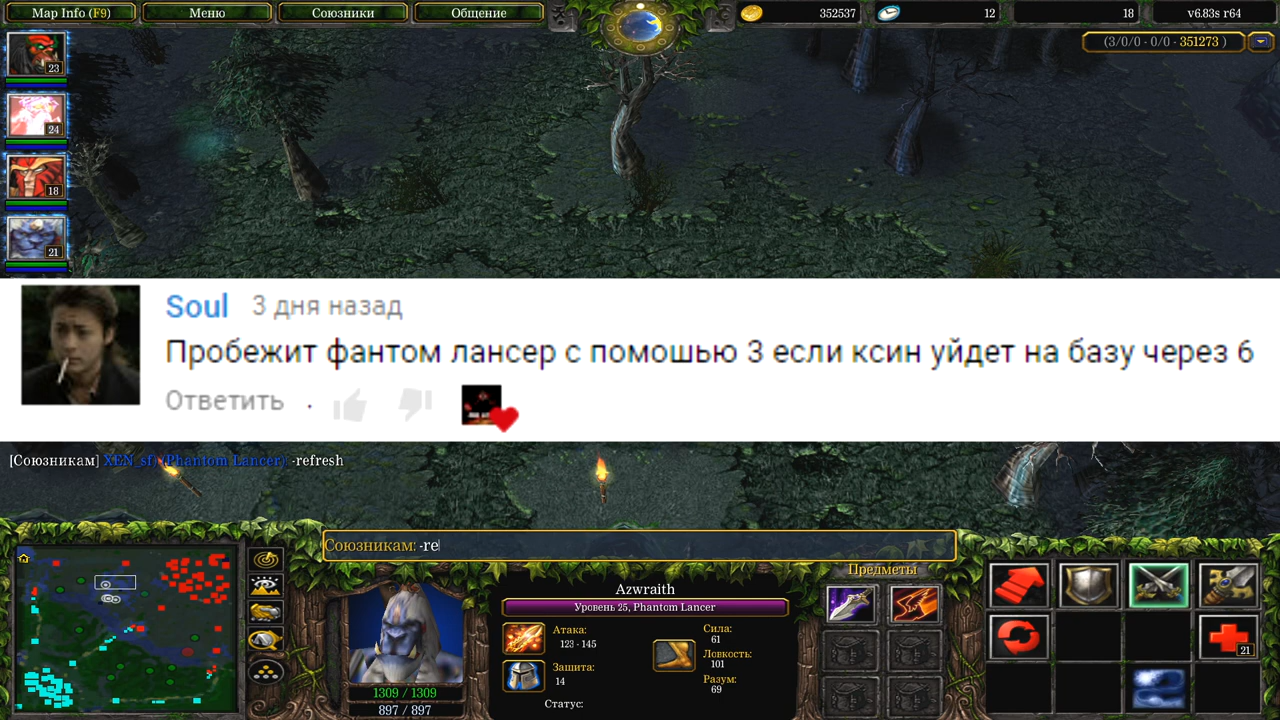 Map Info (F9) Меню Союзники Общение 352537 12 18 v6.83s r64
(3/0/0 - 0/0 - 351273 )
23
24
18
21
Soul 3 дня назад
Пробежит фантом лансер с помошью 3 если ксин уйдет на базу через 6
Ответить
[Союзникам] XEN_sf) (Phantom Lancer) -refresh
Союзникам: -re
Azwraith
Уровень 25, Phantom Lancer
Атака:
123 - 145
Защита:
14
Сила:
61
Ловкость:
101
Разум:
69
Статус:
1309 / 1309
897 / 897
Предметы
21